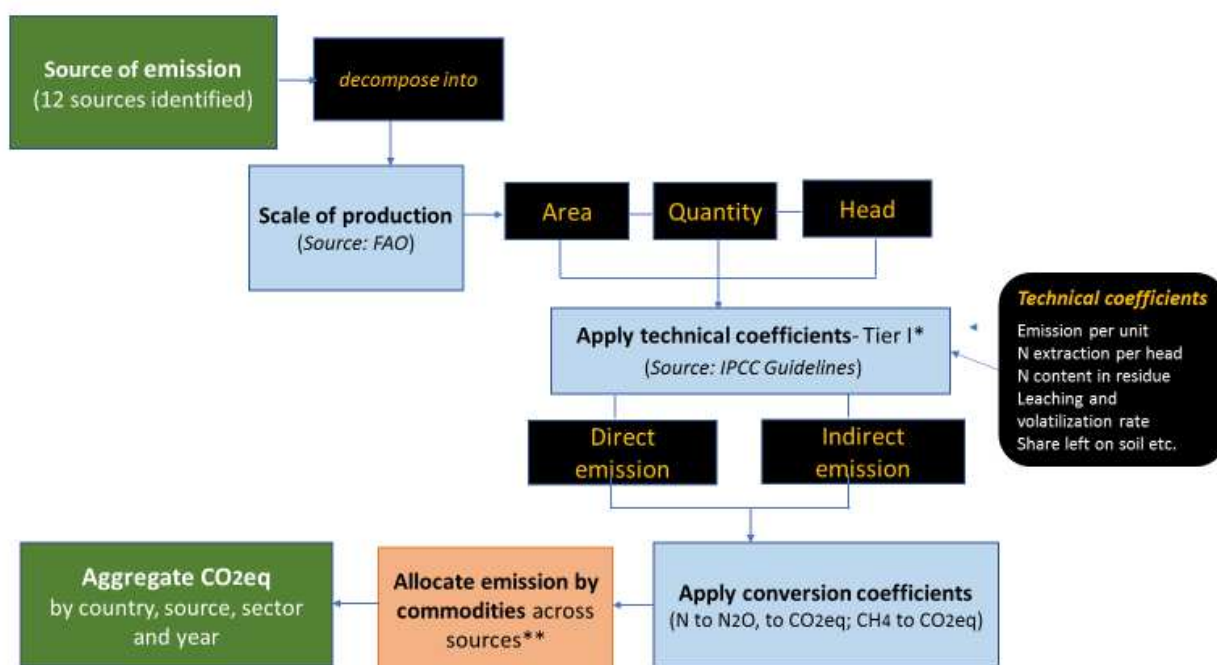 Source of emission
(12 sources identified)
decompose into
Scale of production
(Source: FAO)
Area
Quantity
Head
Technical coefficients
Emission per unit
N extraction per head
N content in residue
Leaching and
volatilization rate
Share left on soil etc.
Apply technical coefficients- Tier I*
(Source: IPCC Guidelines)
Direct
emission
Indirect
emission
Aggregate CO2eq
by country, source, sector
and year
Allocate emission by
commodities across
sources**
Apply conversion coefficients
(N to N2O, to CO2eq; CH4 to CO2eq)